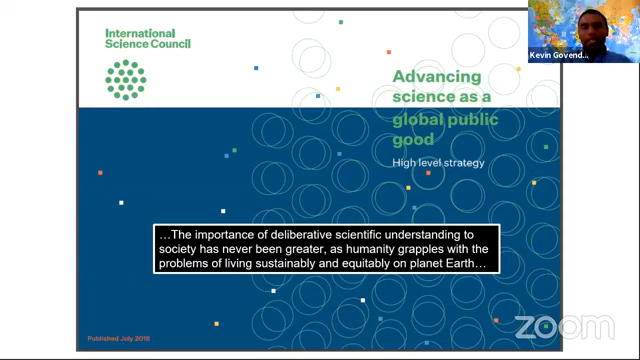 International
Science Council
Kevin Govend...
Advancing
science as a
global public
good
High level strategy
…The importance of deliberative scientific understanding to
society has never been greater, as humanity grapples with the
problems of living sustainably and equitably on planet Earth…
Published July 2018
zoom